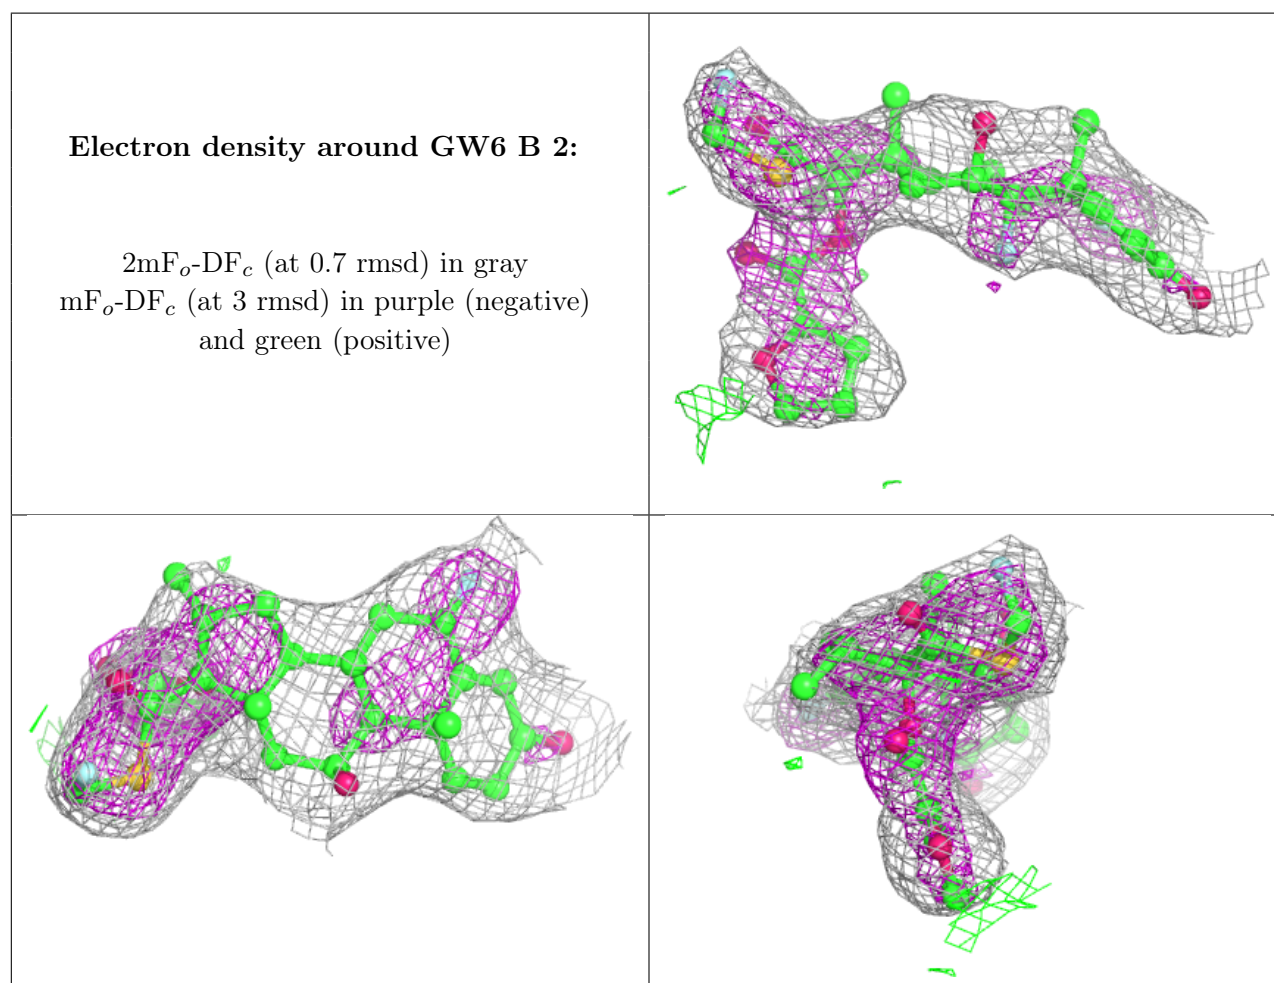 Electron density around GW6 B 2:
2mFₒ-DF𝒸 (at 0.7 rmsd) in gray
mFₒ-DF𝒸 (at 3 rmsd) in purple (negative)
and green (positive)